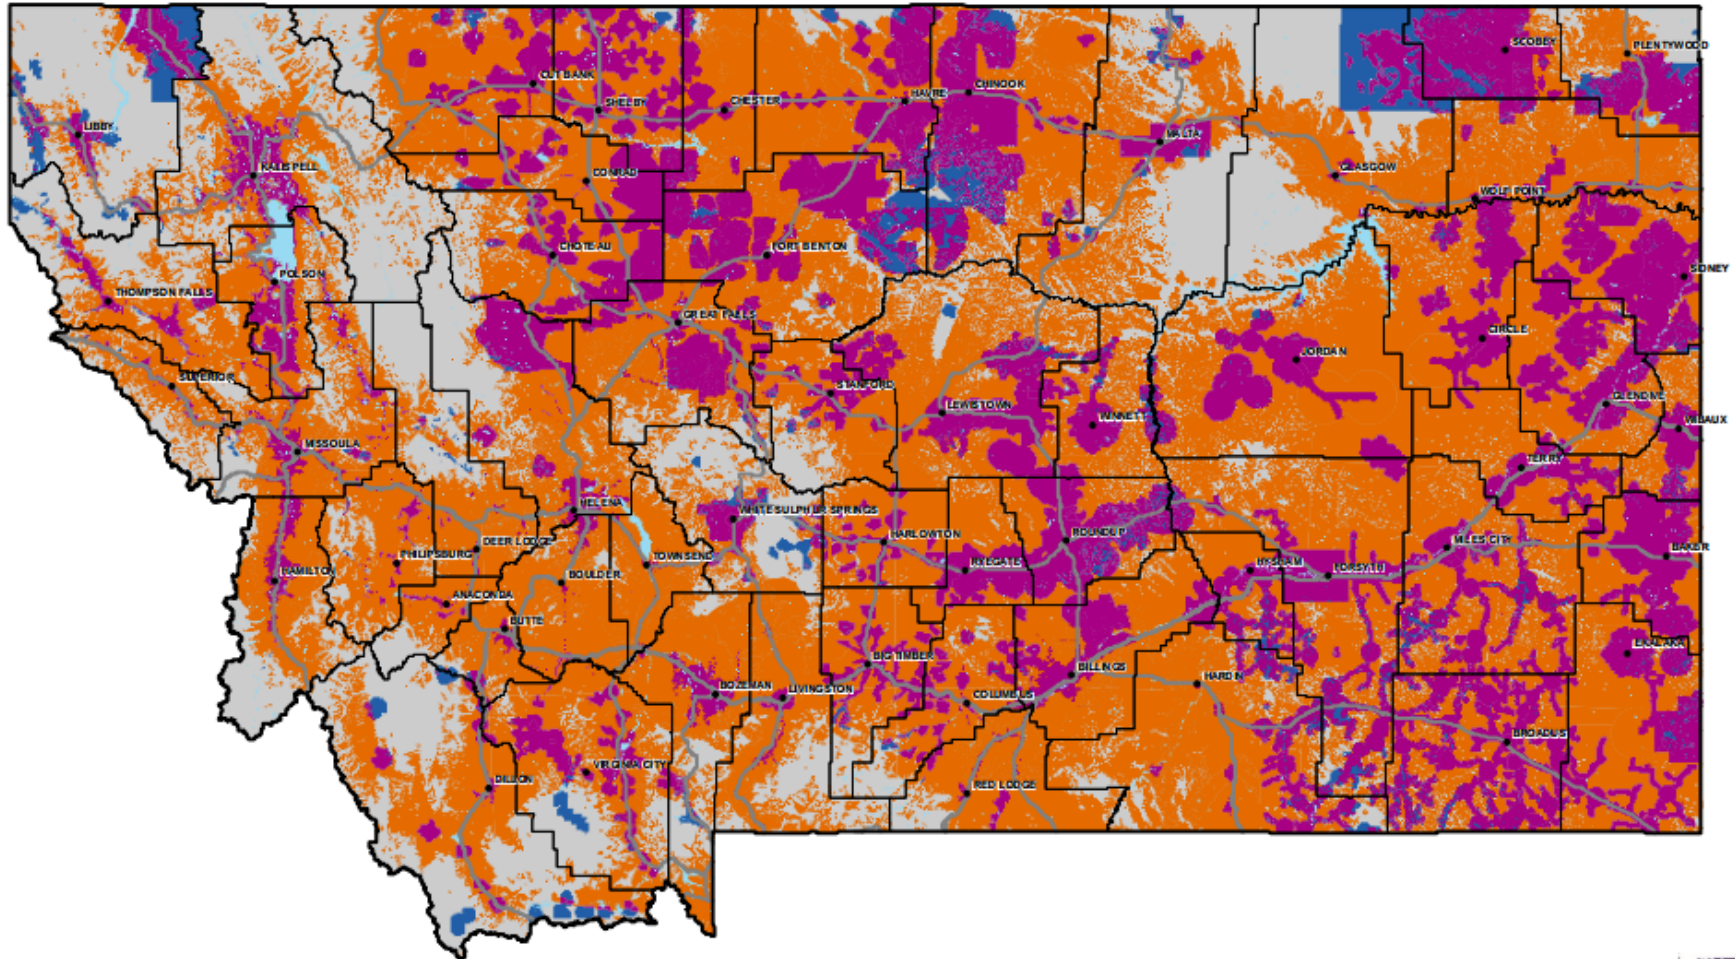 SCOBEY
PLENTYWOOD
CUT BANK
CHINOOK
HAVRE
SHELBY
CHESTER
LIBBY
MALTA
KALISPELL
GLASGOW
CONRAD
WOLF POINT
CHOTEAU
FORT BENTON
SIDNEY
POLSON
THOMPSON FALLS
GREAT FALLS
CIRCLE
JORDAN
SUPERIOR
STANFORD
GLENDIVE
LEWISTOWN
WINNETT
WIBAUX
MISSOULA
TERRY
HELENA
WHITE SULPHUR SPRINGS
HARLOWTON
ROUNDUP
DEER LODGE
MILES CITY
BAKER
PHILIPSBURG
TOWNSEND
RYEGATE
HYSHAM
FORSYTH
HAMILTON
BOULDER
ANACONDA
BUTTE
EKALAKA
BIG TIMBER
BILLINGS
HARDIN
BOZEMAN
LIVINGSTON
COLUMBUS
BROADUS
VIRGINIA CITY
DILLON
RED LODGE